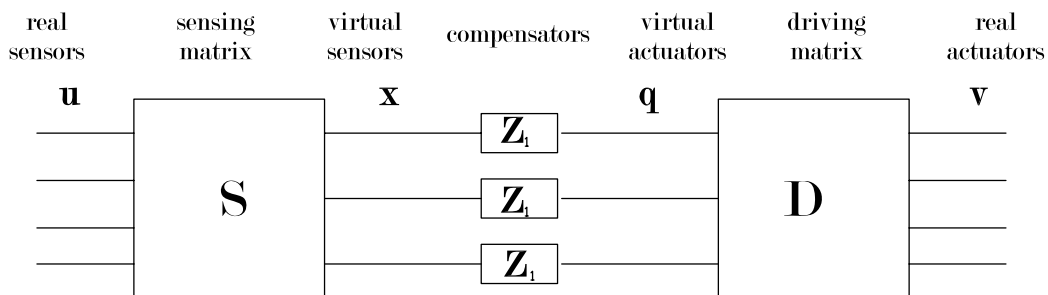 real sensors
sensing matrix
virtual sensors
compensators
virtual actuators
driving matrix
real actuators
u
x
q
v
S
Z1
Z1
Z1
D